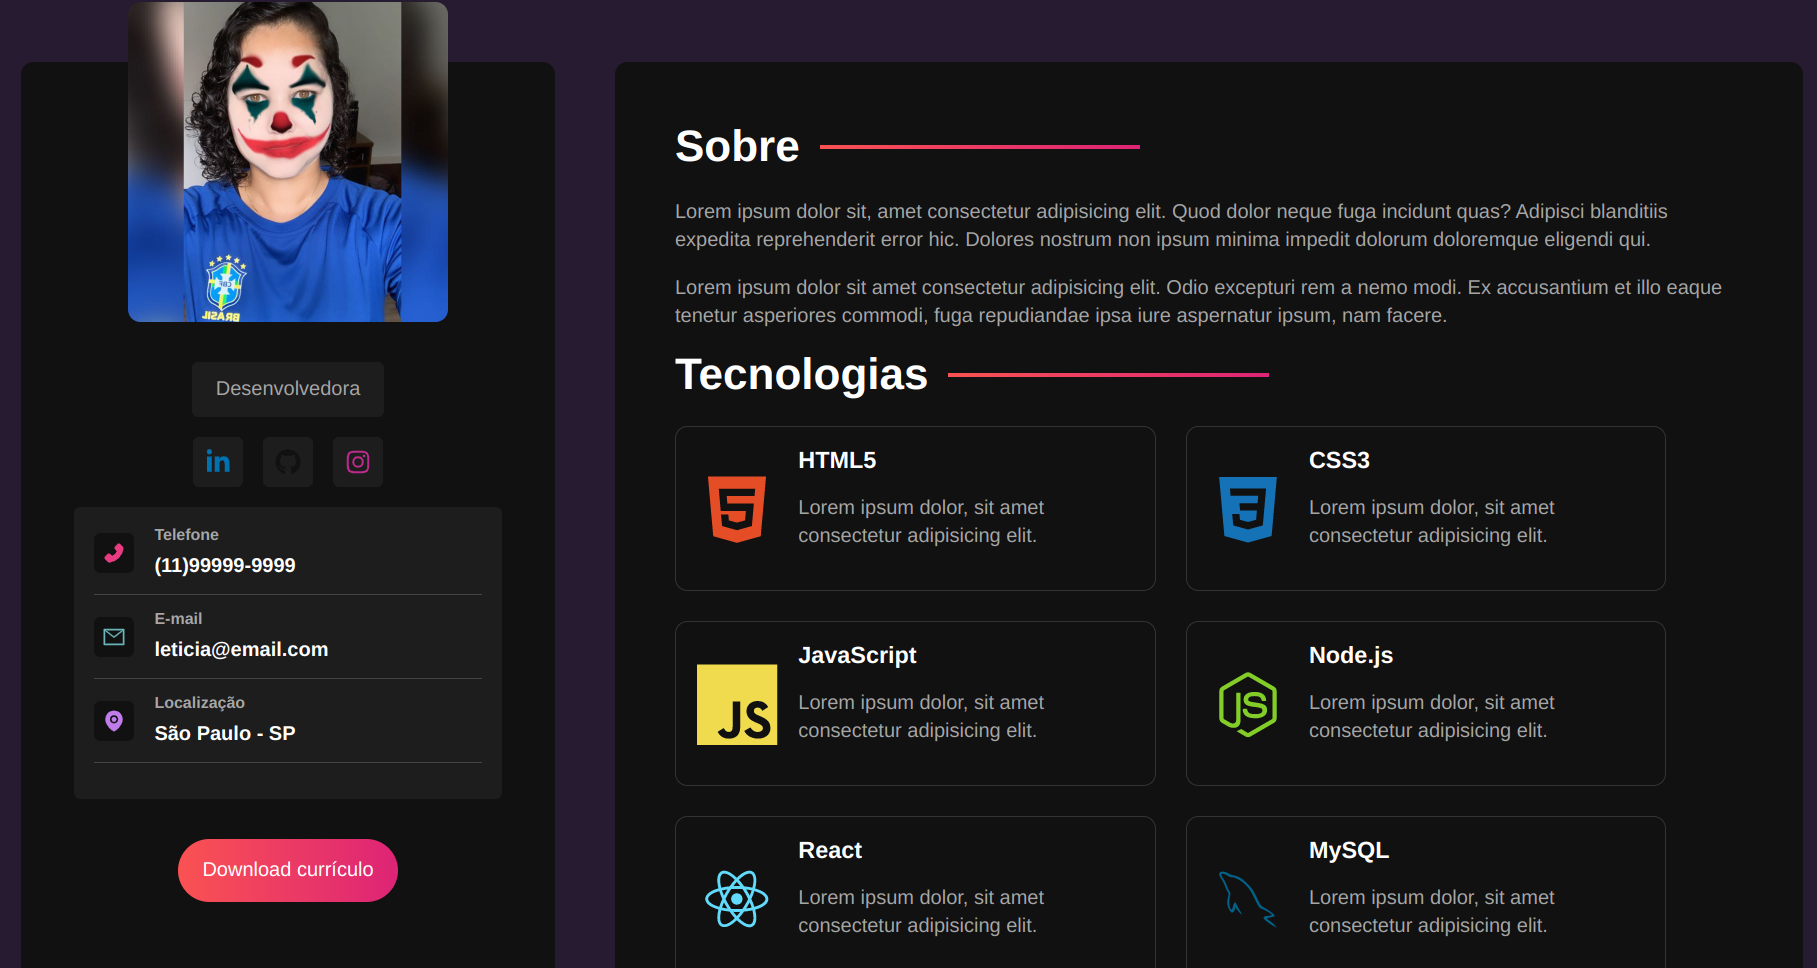 BRASIL
Desenvolvedora
in
Telefone
(11)99999-9999
E-mail
leticia@email.com
Localização
São Paulo - SP
Download currículo
Sobre
Lorem ipsum dolor sit, amet consectetur adipisicing elit. Quod dolor neque fuga incidunt quas? Adipisci blanditiis
expedita reprehenderit error hic. Dolores nostrum non ipsum minima impedit dolorum doloremque eligendi qui.
Lorem ipsum dolor sit amet consectetur adipisicing elit. Odio excepturi rem a nemo modi. Ex accusantium et illo eaque
tenetur asperiores commodi, fuga repudiandae ipsa iure aspernatur ipsum, nam facere.
Tecnologias
HTML5
Lorem ipsum dolor, sit amet
consectetur adipisicing elit.
CSS3
Lorem ipsum dolor, sit amet
consectetur adipisicing elit.
JS
JavaScript
Lorem ipsum dolor, sit amet
consectetur adipisicing elit.
JS
Node.js
Lorem ipsum dolor, sit amet
consectetur adipisicing elit.
React
Lorem ipsum dolor, sit amet
consectetur adipisicing elit.
MySQL
Lorem ipsum dolor, sit amet
consectetur adipisicing elit.